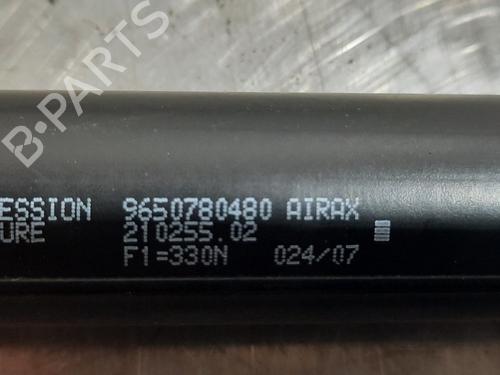 B-PARTS
ESSION 9650780480 AIRAX
URE 210255.02
F1=330N 024/07